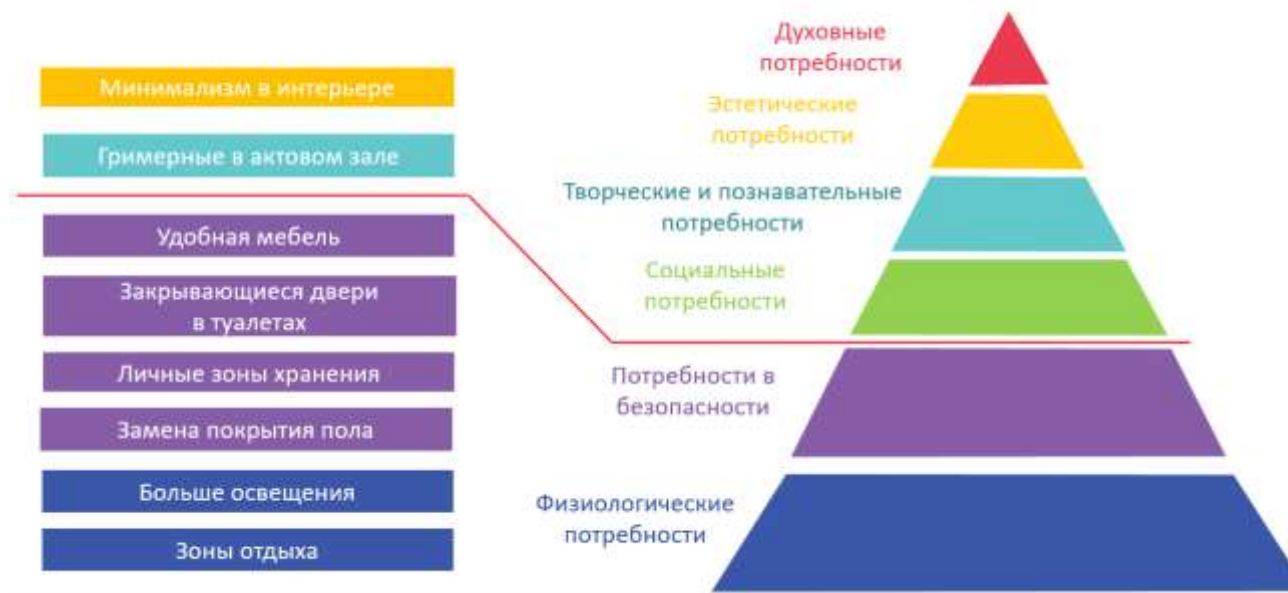 Минимализм в интерьере
Гримерные в актовом зале
Удобная мебель
Закрывающиеся двери
в туалетах
Личные зоны хранения
Замена покрытия пола
Больше освещения
Зоны отдыха
Духовные
потребности
Эстетические
потребности
Творческие и познавательные
потребности
Социальные
потребности
Потребности в
безопасности
Физиологические
потребности